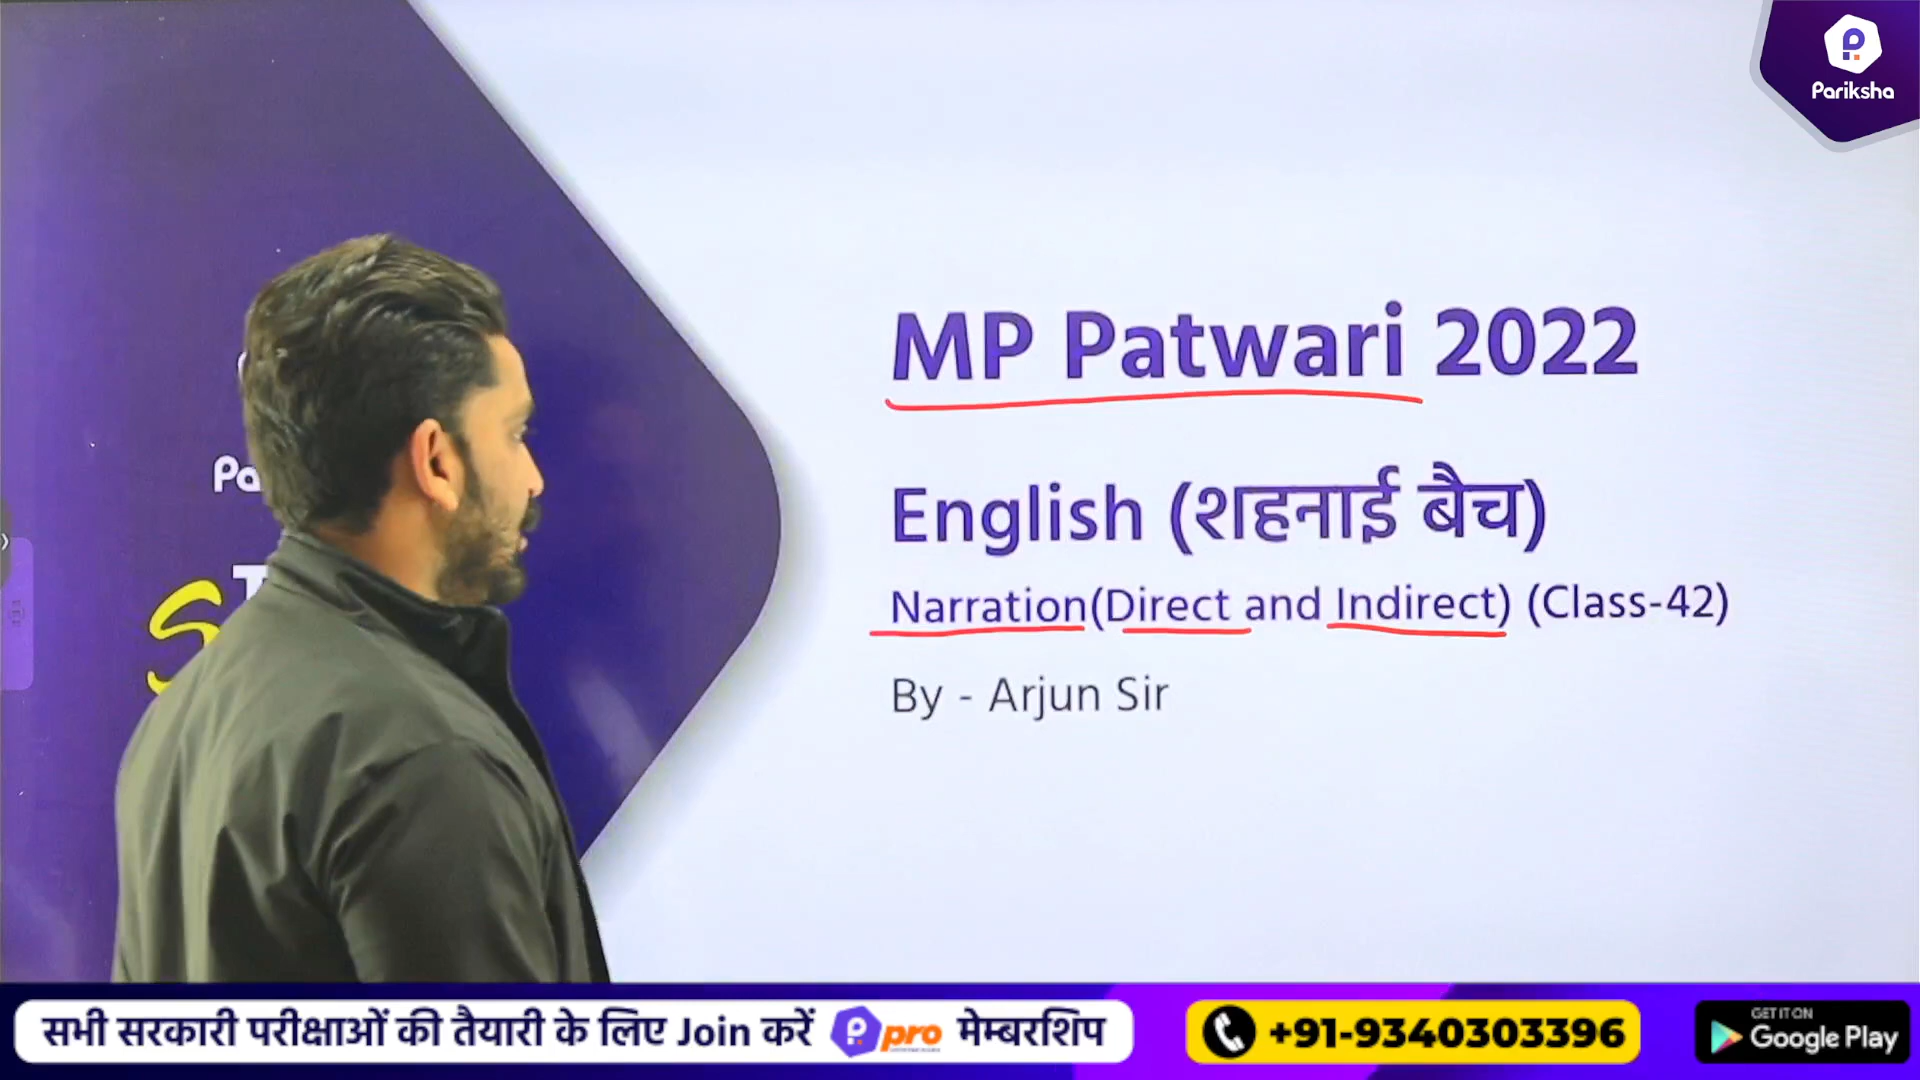 Pariksha
MP Patwari 2022
English (शहनाई बैच)
Narration(Direct and Indirect) (Class-42)
By - Arjun Sir
सभी सरकारी परीक्षाओं की तैयारी के लिए Join करें pro मेम्बरशिप
+91-9340303396
GET IT ON
Google Play